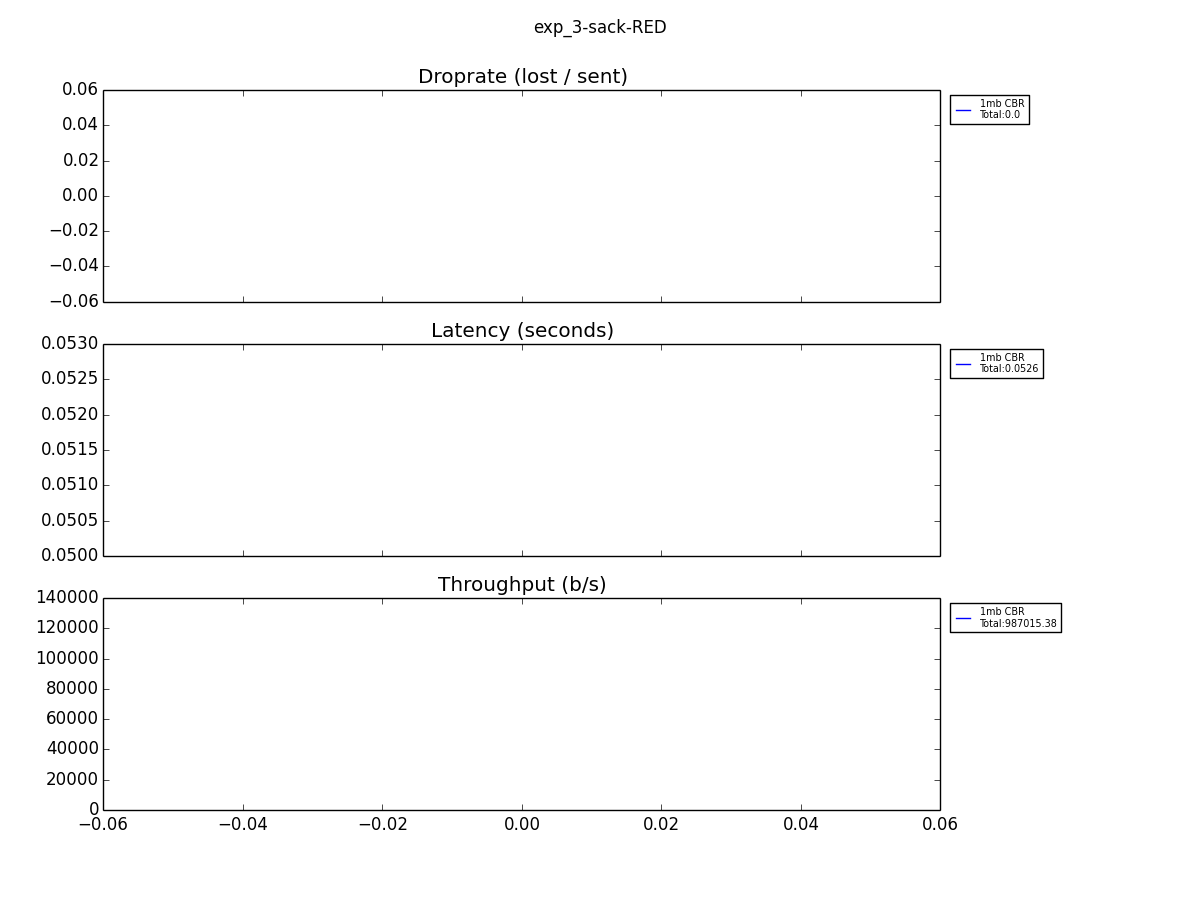 exp_3-sack-RED
Droprate (lost / sent)
0.06
0.04
0.02
0.00
−0.02
−0.04
−0.06
1mb CBR
Total:0.0
Latency (seconds)
0.0530
0.0525
0.0520
0.0515
0.0510
0.0505
0.0500
1mb CBR
Total:0.0526
Throughput (b/s)
140000
120000
100000
80000
60000
40000
20000
0
1mb CBR
Total:987015.38
−0.06 −0.04 −0.02 0.00 0.02 0.04 0.06